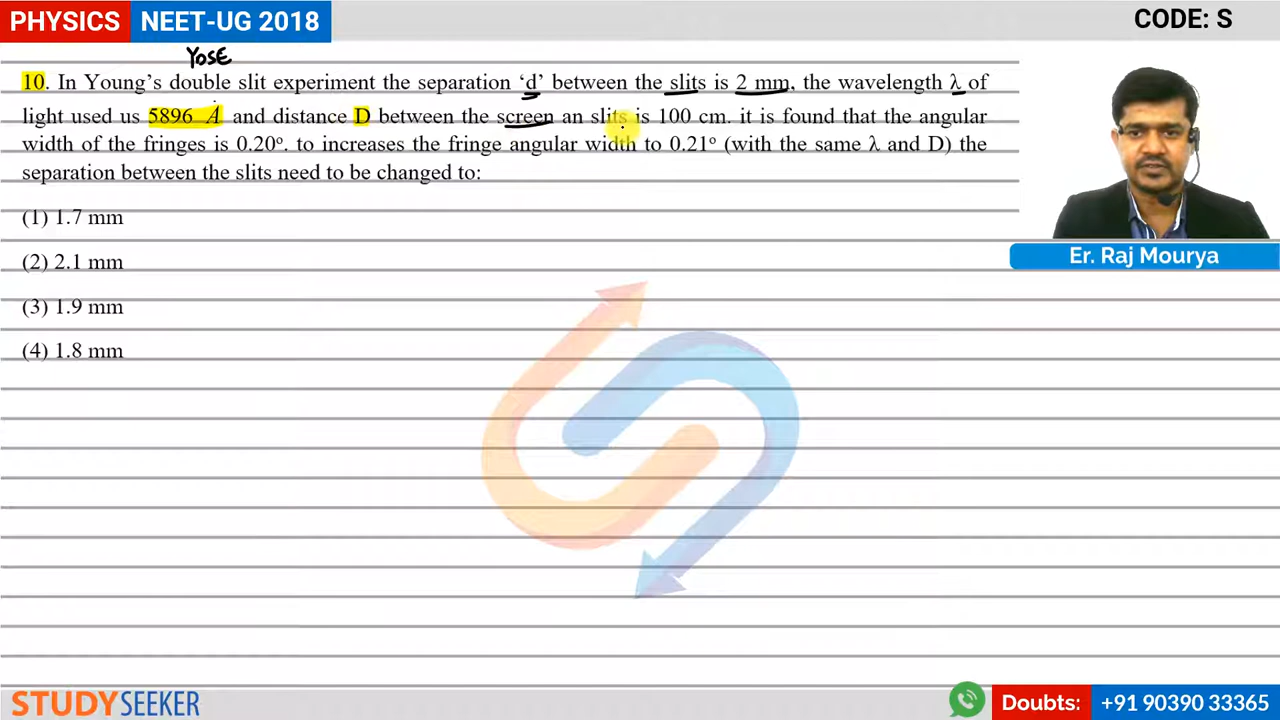 PHYSICS NEET-UG 2018
CODE: S
YDSE
10. In Young's double slit experiment the separation 'd' between the slits is 2 mm, the wavelength λ of
light used us 5896 Å and distance D between the screen an slits is 100 cm. it is found that the angular
width of the fringes is 0.20°. to increases the fringe angular width to 0.21° (with the same λ and D) the
separation between the slits need to be changed to:
(1) 1.7 mm
(2) 2.1 mm
(3) 1.9 mm
(4) 1.8 mm
Er. Raj Mourya
STUDYSEEKER
Doubts: +91 90390 33365